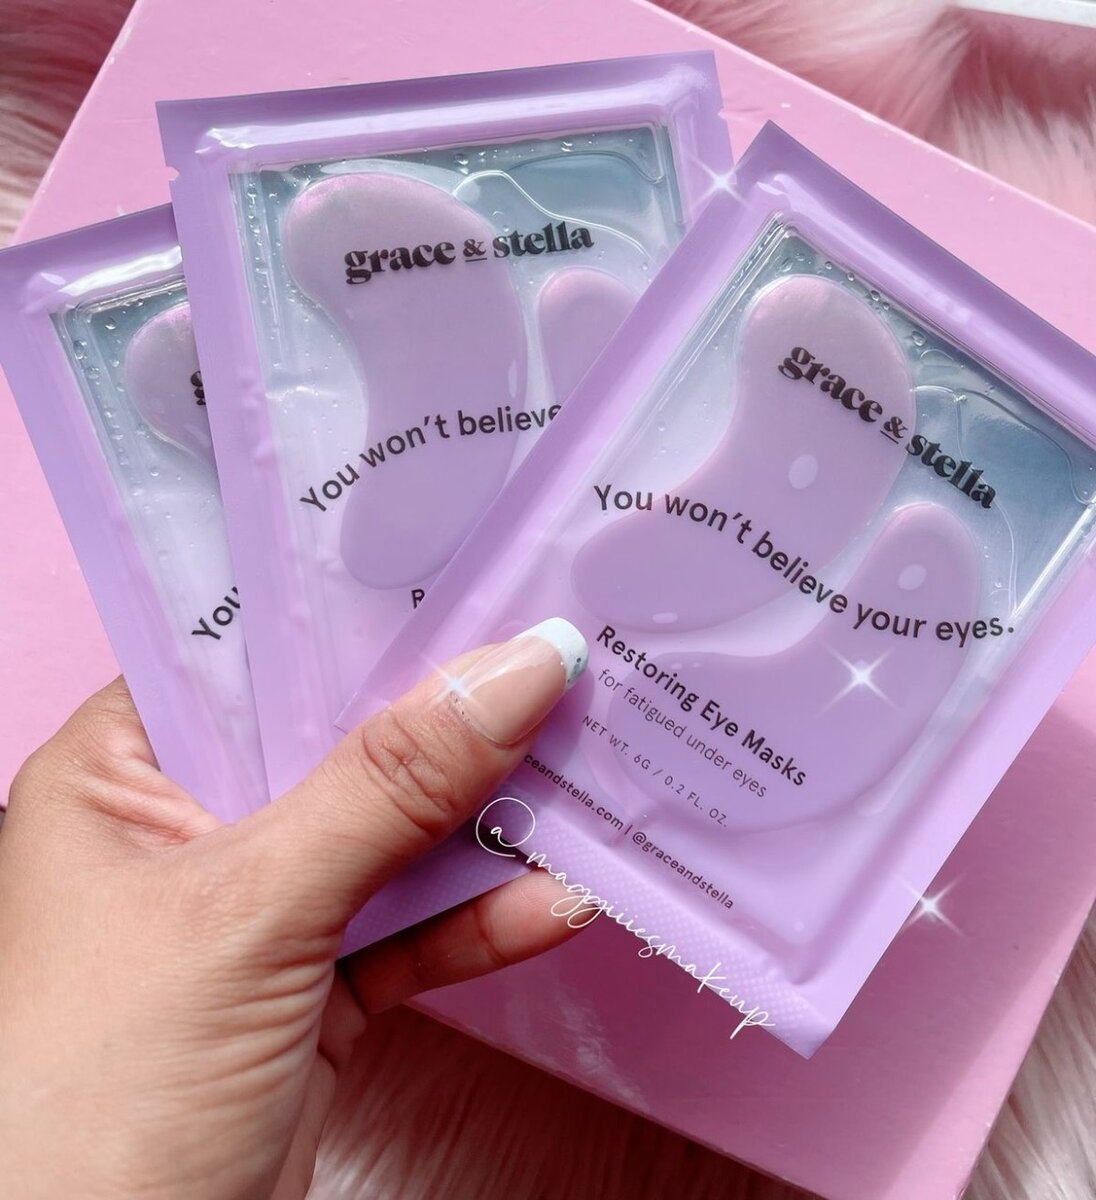 grace & stella
You won't believe
grace & stella
You won't believe your eyes.
Restoring Eye Masks
for fatigued under eyes
NET WT. 6G / 0.2 FL. OZ.
ceandstella.com | @graceandstella
You
@maggiiiesmakeup